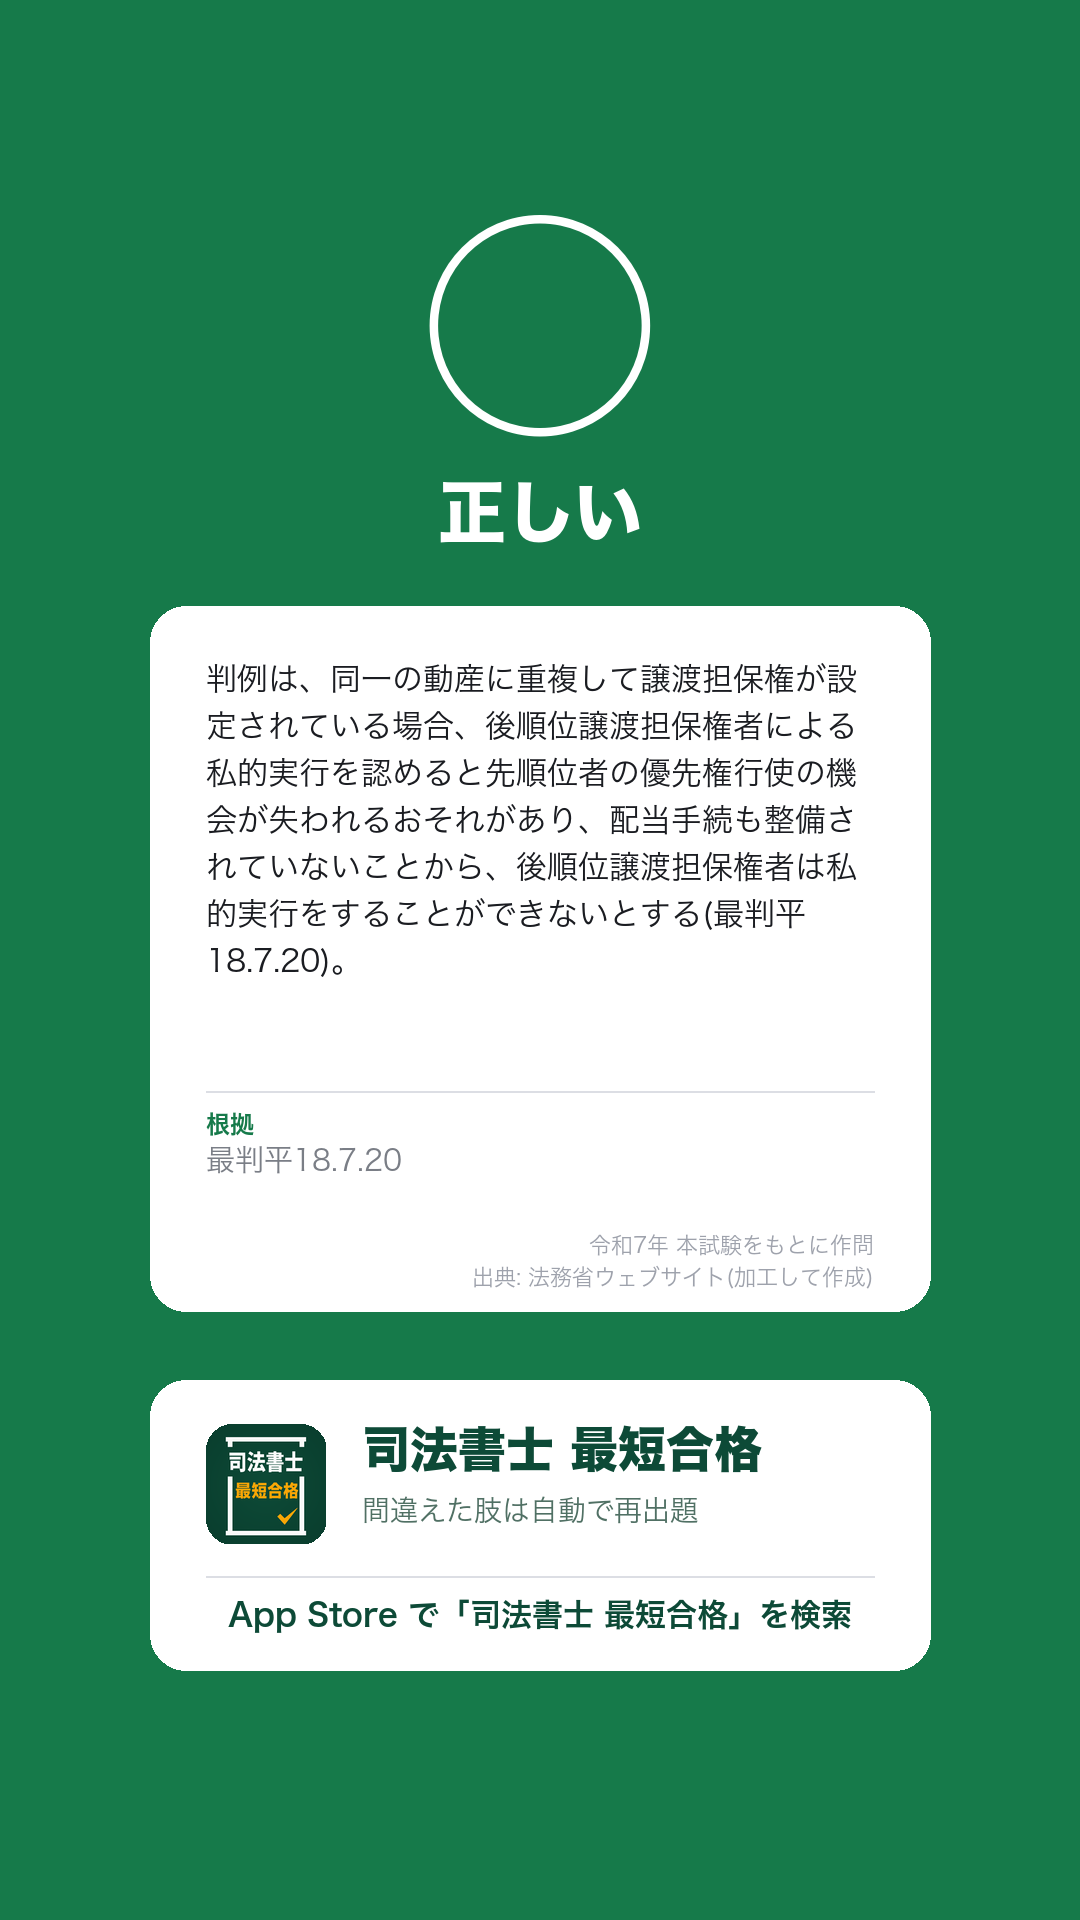 正しい
判例は、同一の動産に重複して譲渡担保権が設
定されている場合、後順位譲渡担保権者による
私的実行を認めると先順位者の優先権行使の機
会が失われるおそれがあり、配当手続も整備さ
れていないことから、後順位譲渡担保権者は私
的実行をすることができないとする(最判平
18.7.20)。
根拠
最判平18.7.20
令和7年 本試験をもとに作問
出典: 法務省ウェブサイト(加工して作成)
司法書士
最短合格
司法書士 最短合格
間違えた肢は自動で再出題
App Store で「司法書士 最短合格」を検索